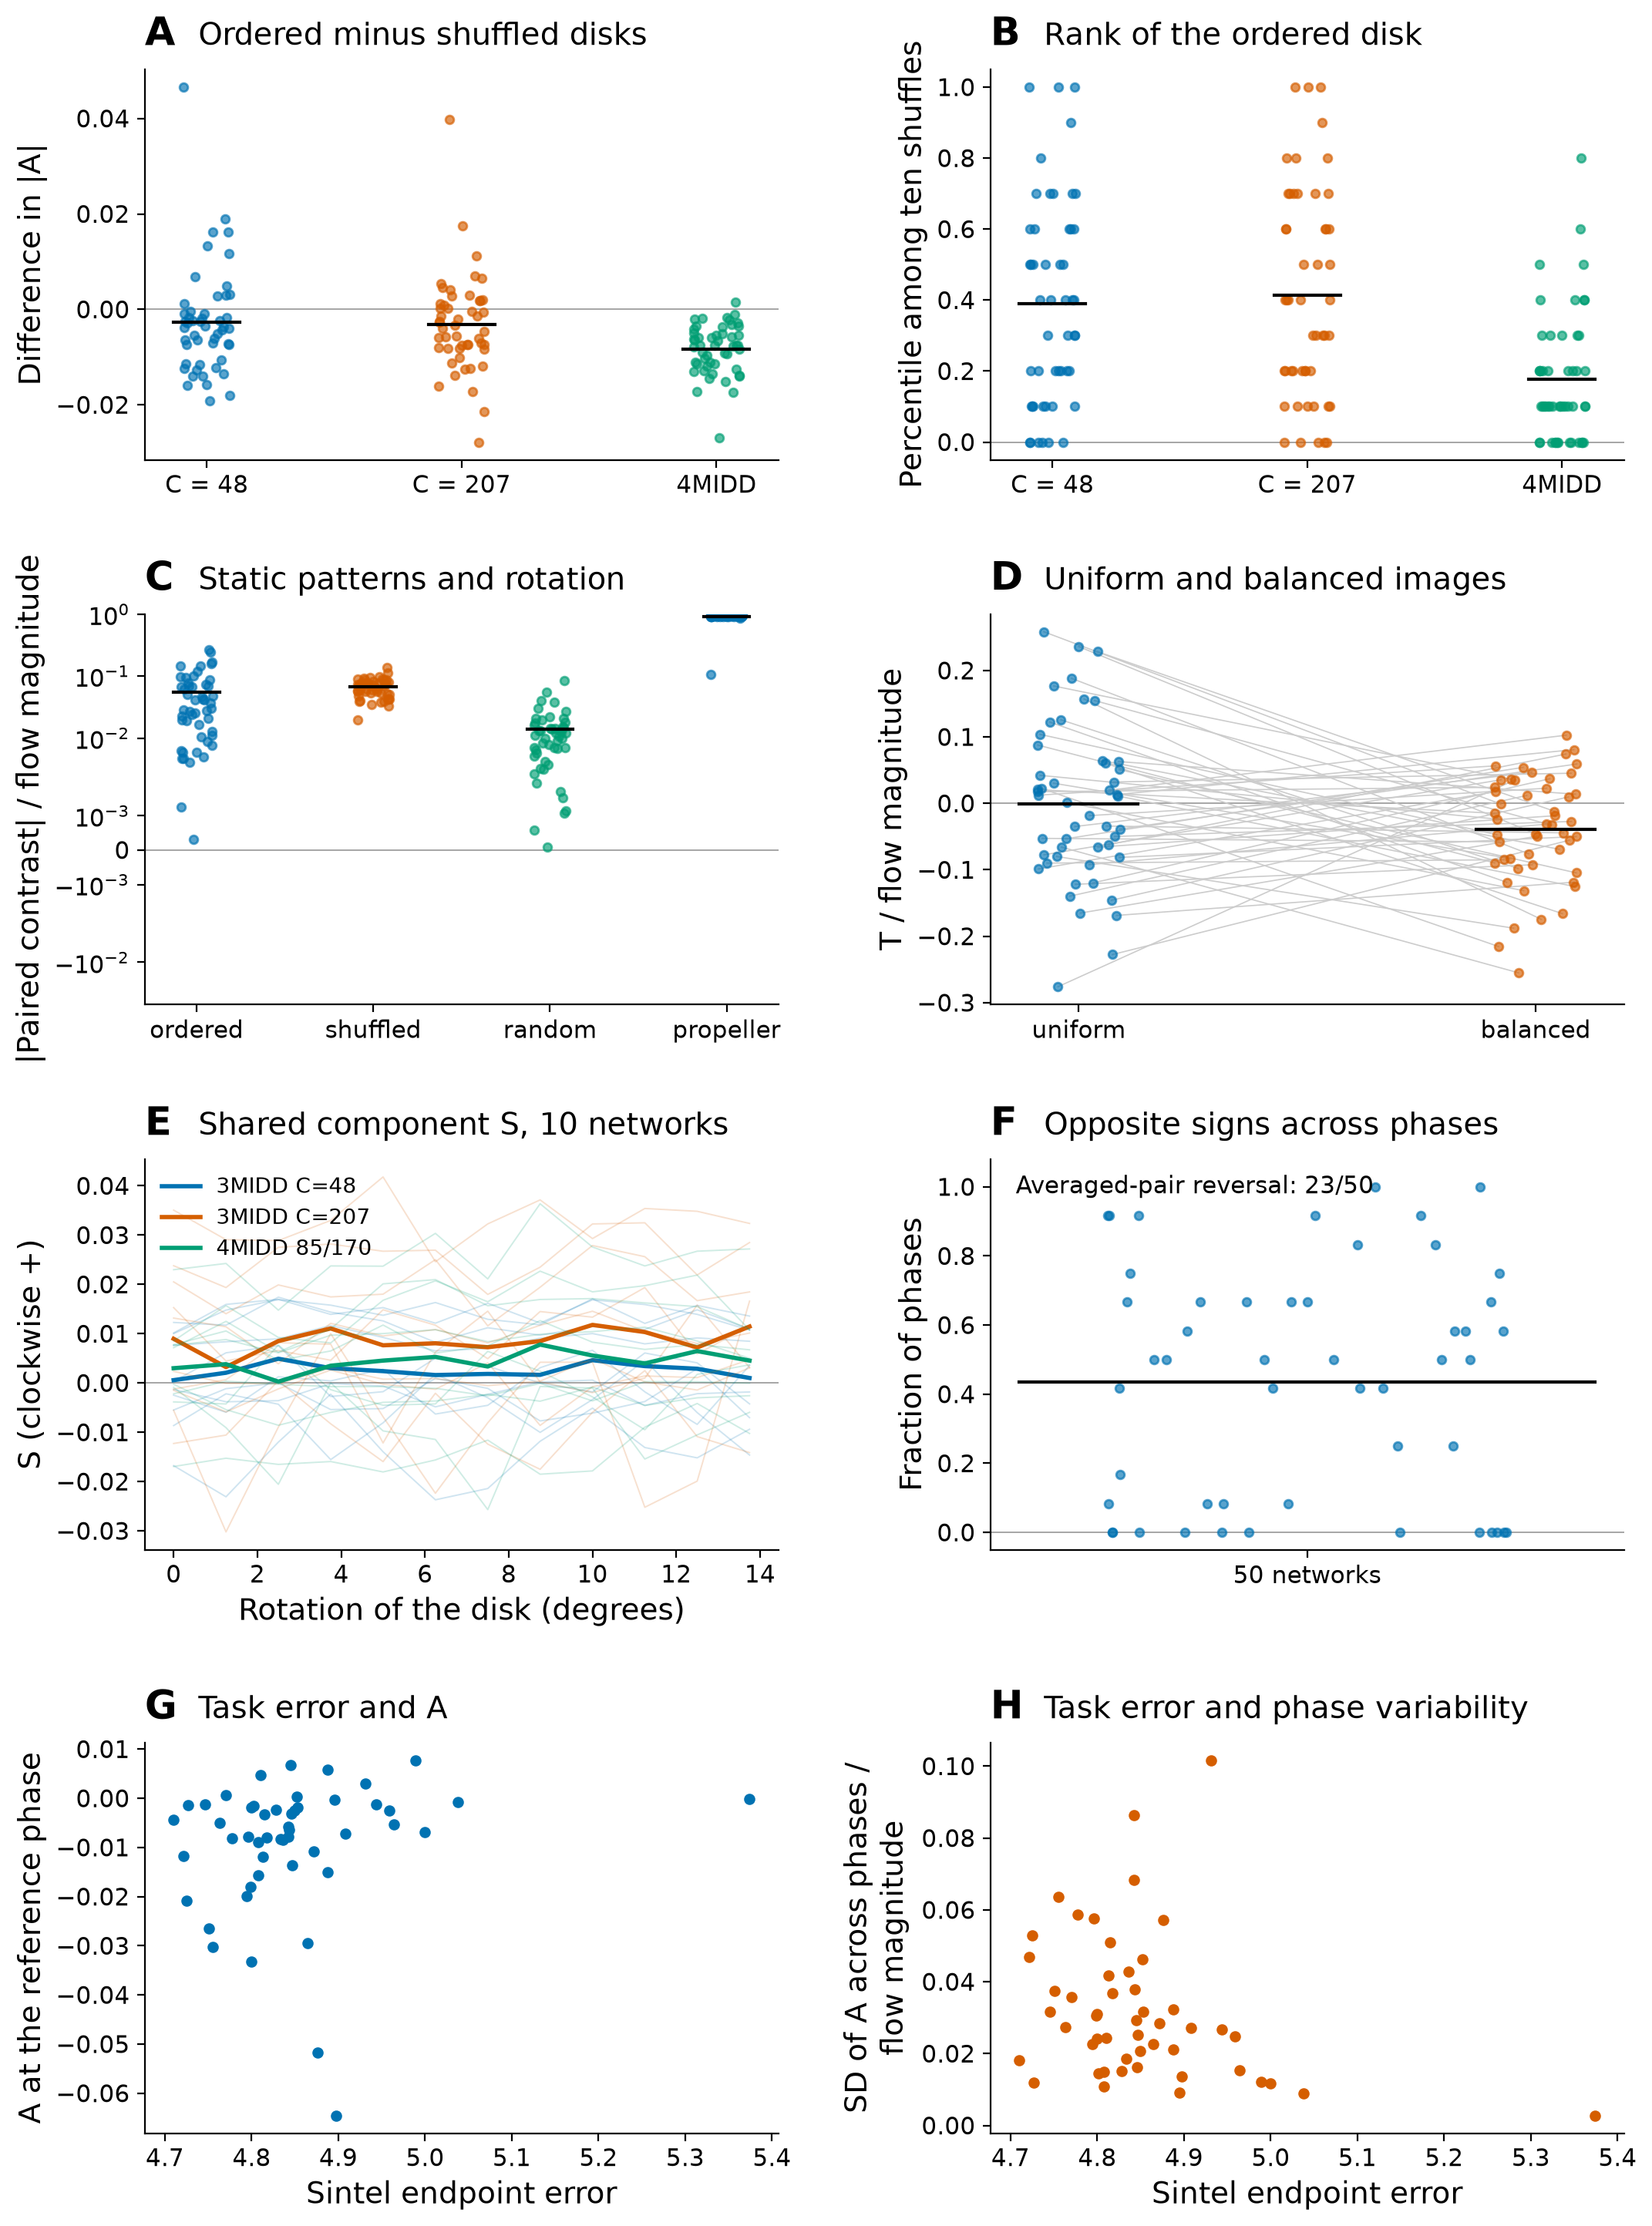 A Ordered minus shuffled disks
Difference in |A|
0.04
0.02
0.00
−0.02
C = 48
C = 207
4MIDD
B Rank of the ordered disk
Percentile among ten shuffles
1.0
0.8
0.6
0.4
0.2
0.0
C = 48
C = 207
4MIDD
C Static patterns and rotation
|Paired contrast| / flow magnitude
10⁰
10⁻¹
10⁻²
10⁻³
0
−10⁻³
−10⁻²
ordered
shuffled
random
propeller
D Uniform and balanced images
T / flow magnitude
0.2
0.1
0.0
−0.1
−0.2
−0.3
uniform
balanced
E Shared component S, 10 networks
S (clockwise +)
0.04
0.03
0.02
0.01
0.00
−0.01
−0.02
−0.03
3MIDD C=48
3MIDD C=207
4MIDD 85/170
0 2 4 6 8 10 12 14
Rotation of the disk (degrees)
F Opposite signs across phases
Fraction of phases
1.0
0.8
0.6
0.4
0.2
0.0
Averaged-pair reversal: 23/50
50 networks
G Task error and A
A at the reference phase
0.01
0.00
−0.01
−0.02
−0.03
−0.04
−0.05
−0.06
4.7 4.8 4.9 5.0 5.1 5.2 5.3 5.4
Sintel endpoint error
H Task error and phase variability
SD of A across phases /
flow magnitude
0.10
0.08
0.06
0.04
0.02
0.00
4.7 4.8 4.9 5.0 5.1 5.2 5.3 5.4
Sintel endpoint error